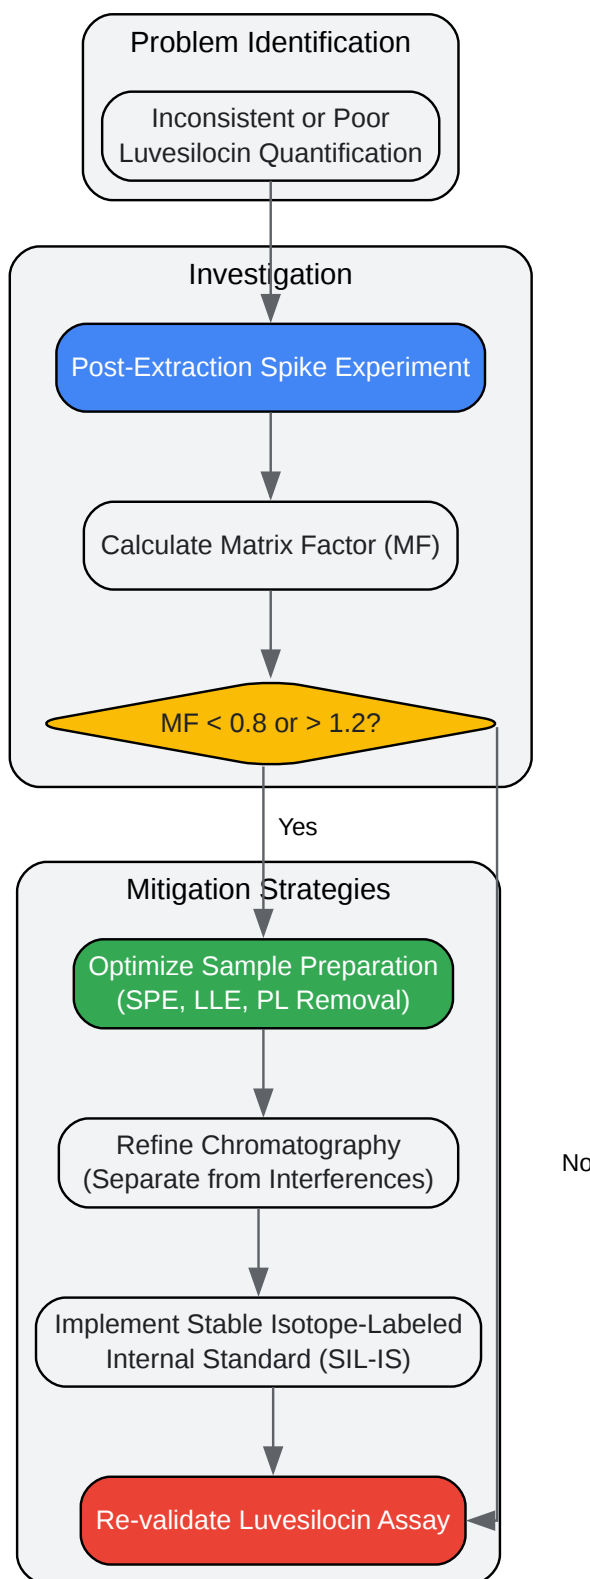 Problem Identification
Inconsistent or Poor
Luvesilocin Quantification
Investigation
Post-Extraction Spike Experiment
Calculate Matrix Factor (MF)
MF < 0.8 or > 1.2?
Yes
Mitigation Strategies
Optimize Sample Preparation
(SPE, LLE, PL Removal)
Refine Chromatography
(Separate from Interferences)
No
Implement Stable Isotope-Labeled
Internal Standard (SIL-IS)
Re-validate Luvesilocin Assay